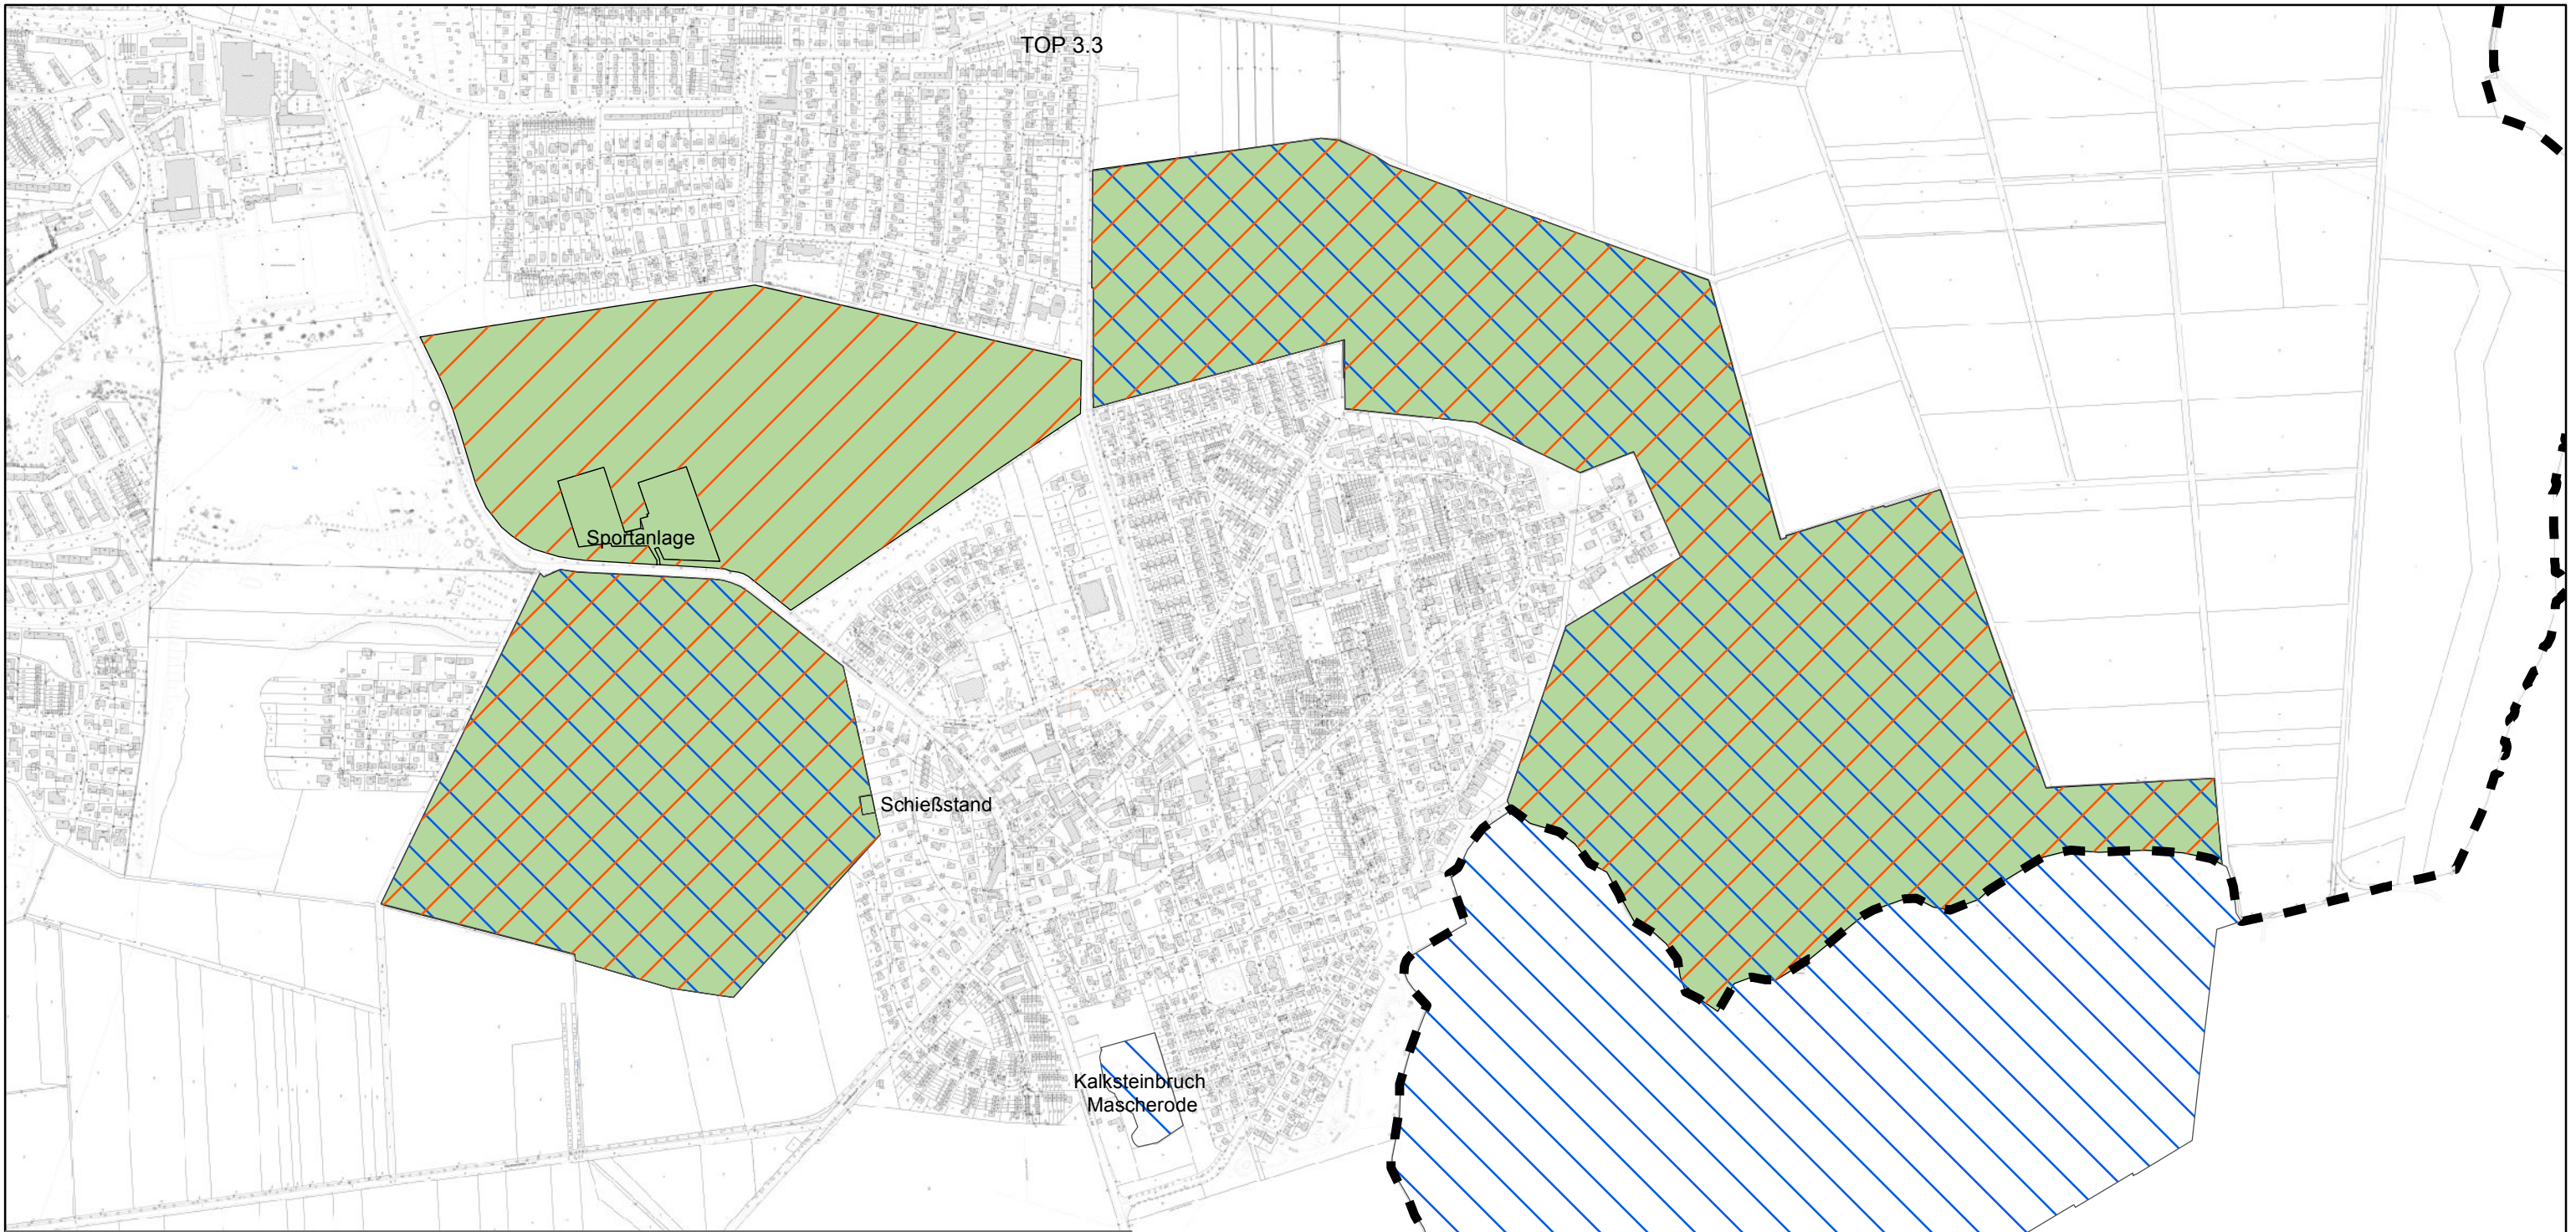 TOP 3.3
Sportanlage
Schießstand
Kalksteinbruch
Mascherode